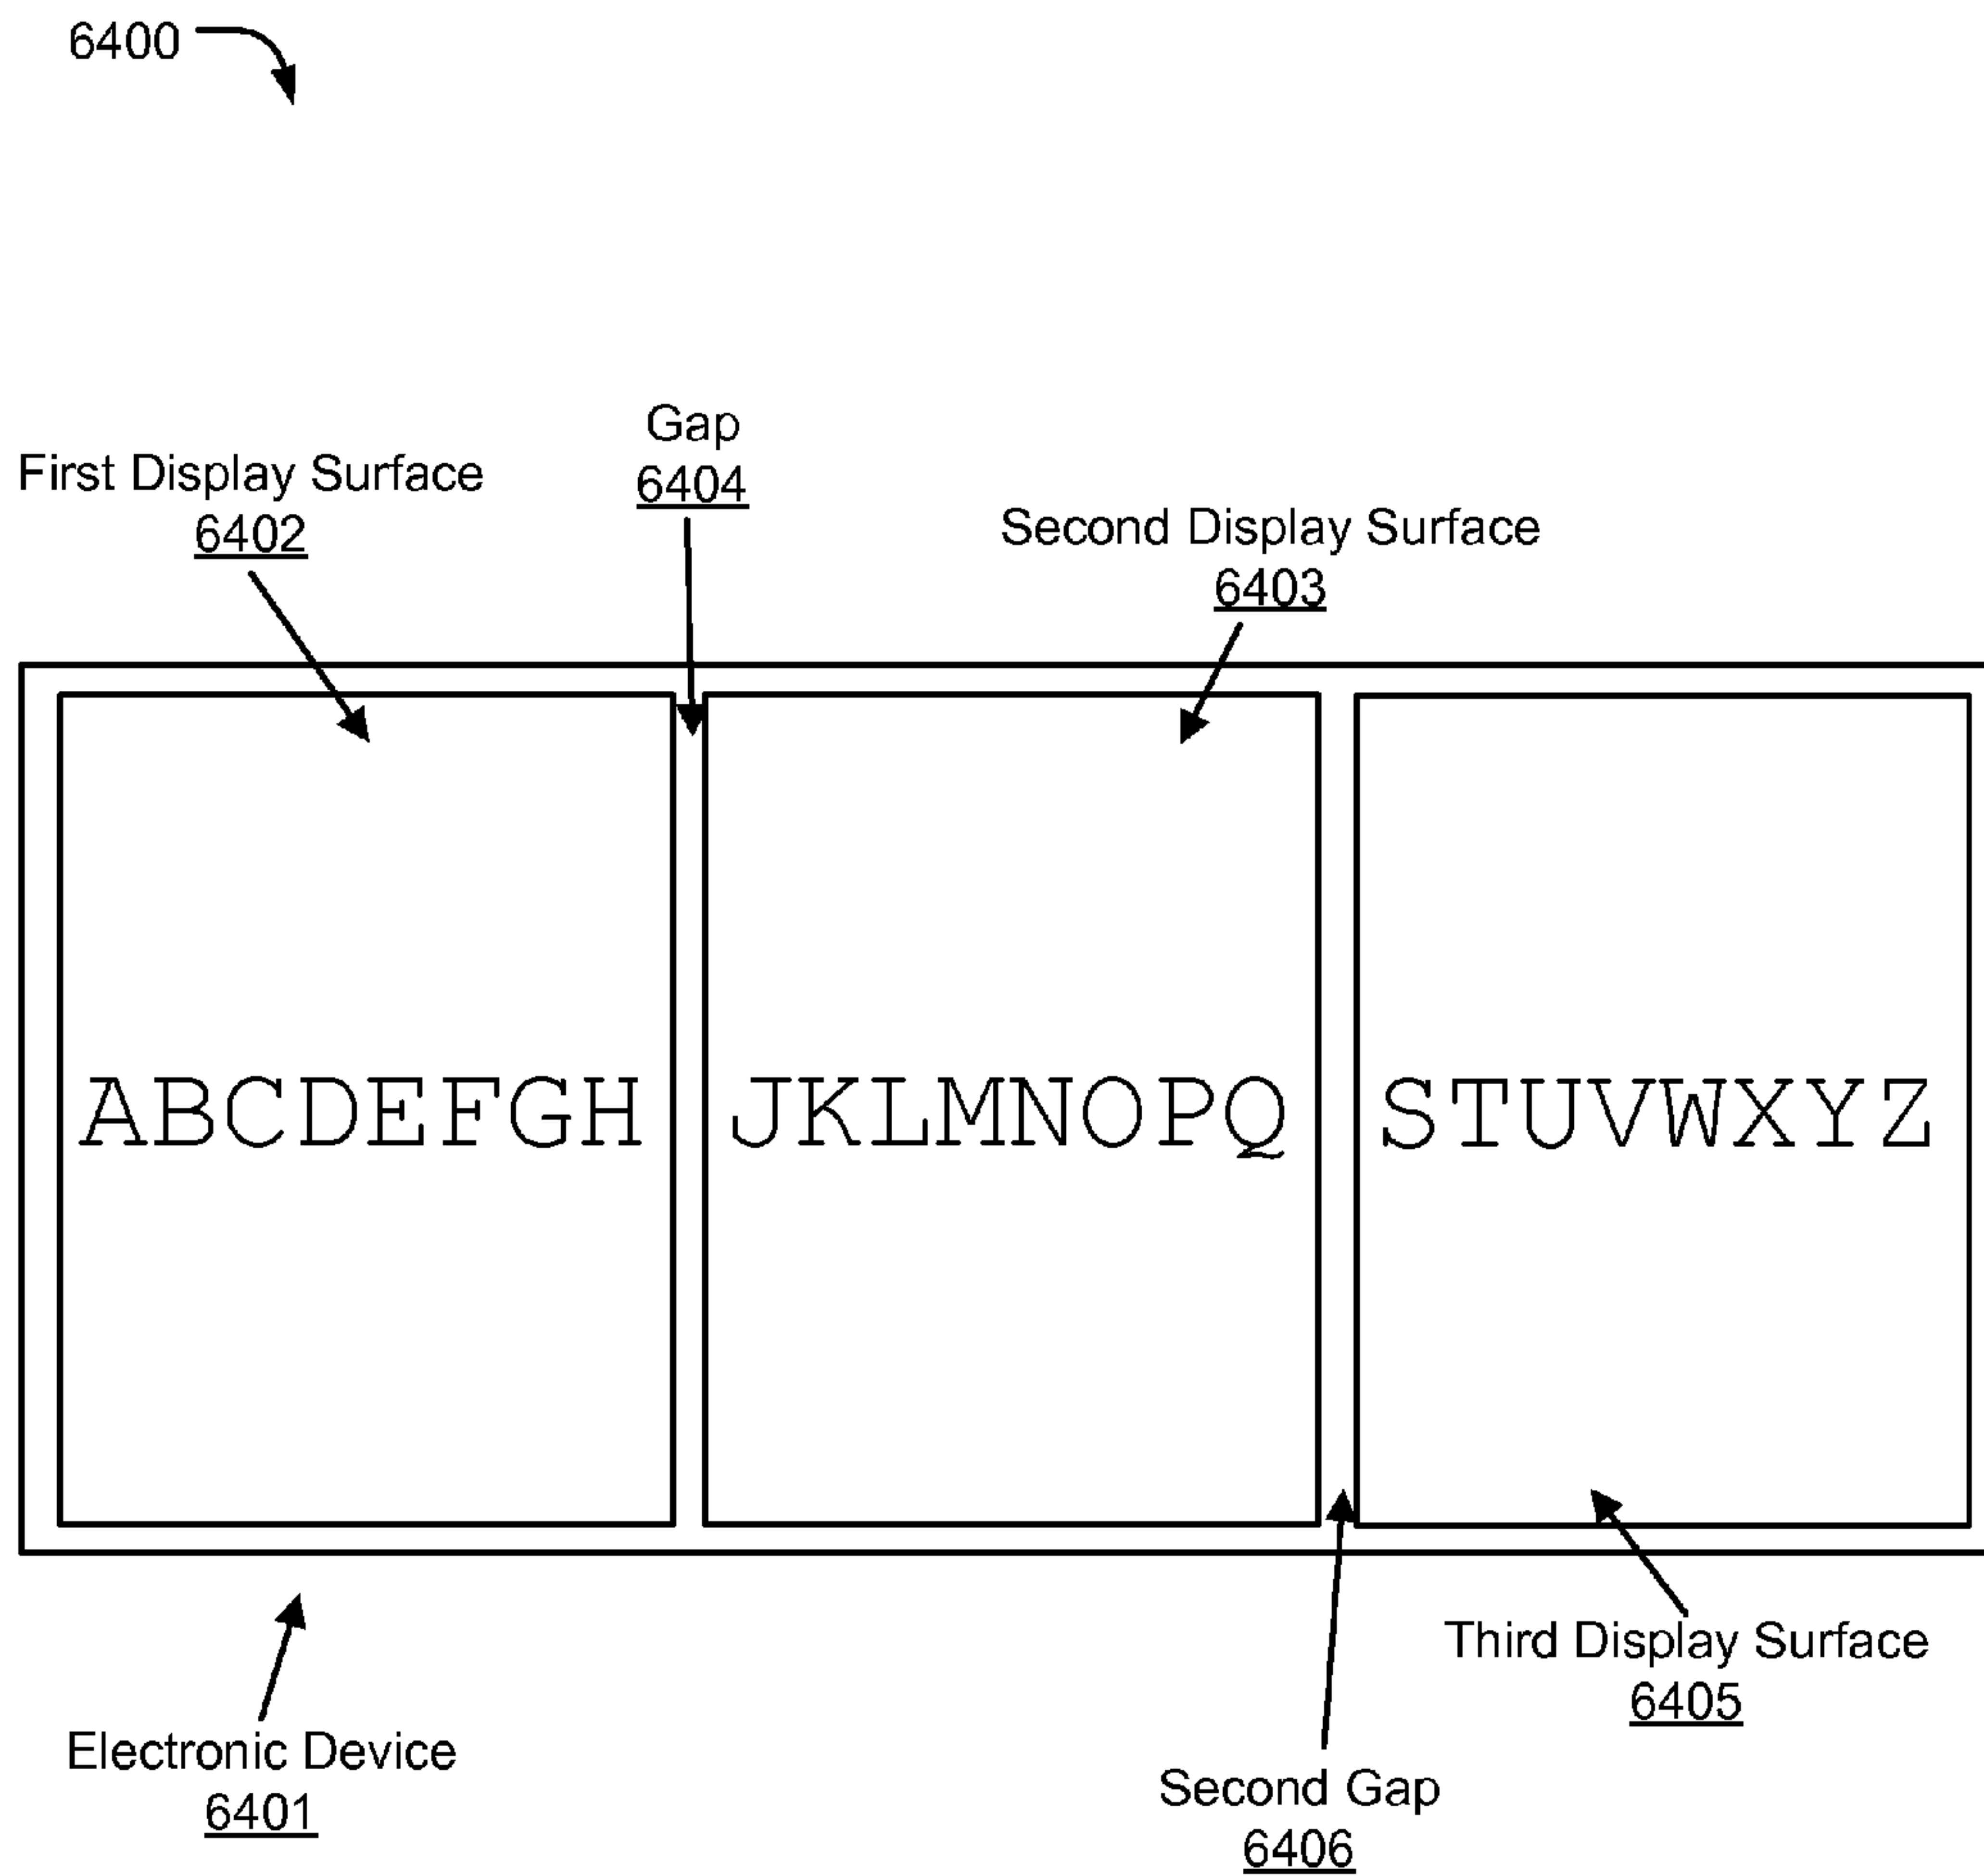 6400
Gap
6404
First Display Surface
6402
Second Display Surface
6403
ABCDEFGH
JKLMNOPQ
STUVWXYZ
Third Display Surface
6405
Electronic Device
6401
Second Gap
6406